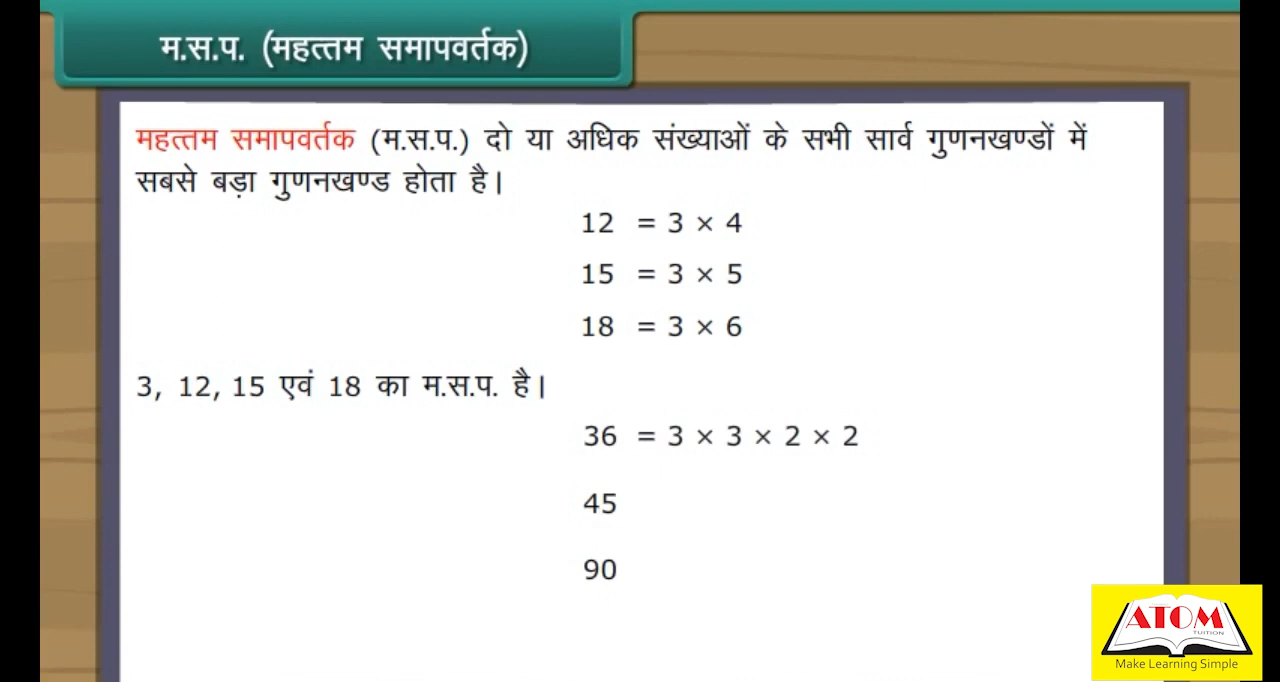 म.स.प. (महत्तम समापवर्तक)
महत्तम समापवर्तक (म.स.प.) दो या अधिक संख्याओं के सभी सार्व गुणनखण्डों में
सबसे बड़ा गुणनखण्ड होता है।
12 = 3 × 4
15 = 3 × 5
18 = 3 × 6
3, 12, 15 एवं 18 का म.स.प. है।
36 = 3 × 3 × 2 × 2
45
90
ATOM
TUITION
Make Learning Simple